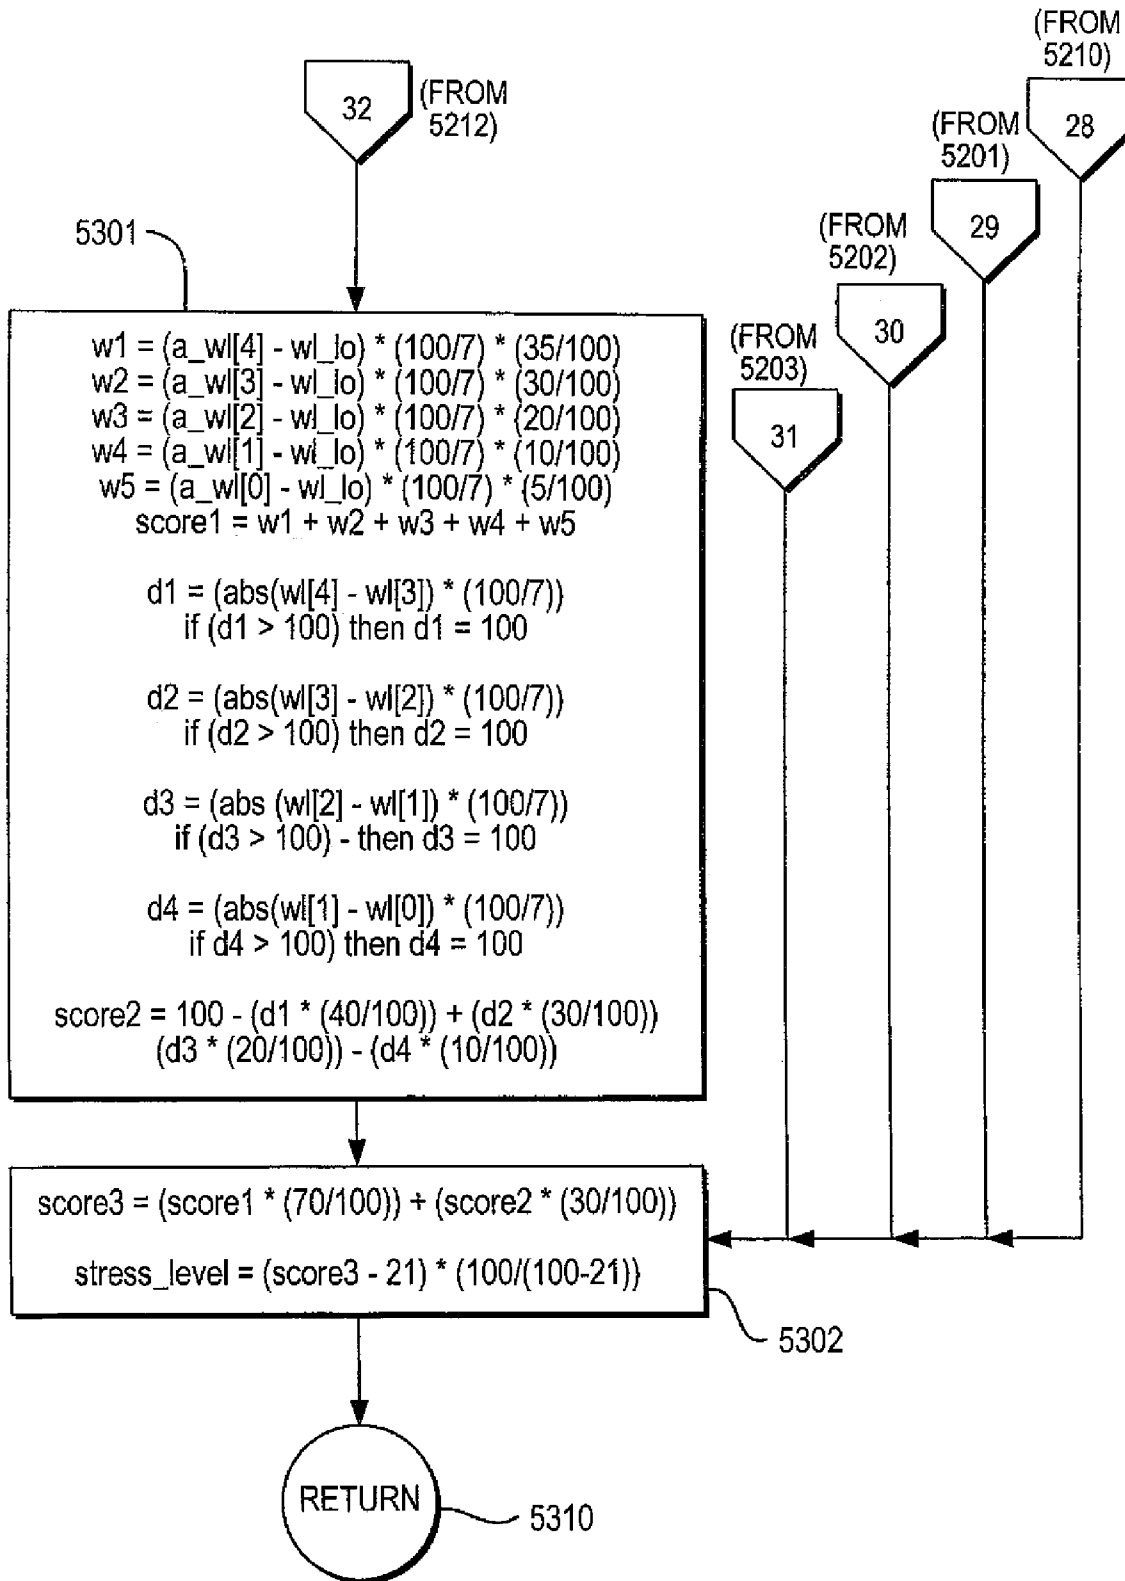 (FROM
5210)
28
(FROM
5201)
29
(FROM
5202)
30
(FROM
5203)
31
32
(FROM
5212)
5301
w1 = (a_wl[4] - wl_lo) * (100/7) * (35/100)
w2 = (a_wl[3] - wl_lo) * (100/7) * (30/100)
w3 = (a_wl[2] - wl_lo) * (100/7) * (20/100)
w4 = (a_wl[1] - wl_lo) * (100/7) * (10/100)
w5 = (a_wl[0] - wl_lo) * (100/7) * (5/100)
score1 = w1 + w2 + w3 + w4 + w5
d1 = (abs(wl[4] - wl[3]) * (100/7))
if (d1 > 100) then d1 = 100
d2 = (abs(wl[3] - wl[2]) * (100/7))
if (d2 > 100) then d2 = 100
d3 = (abs (wl[2] - wl[1]) * (100/7))
if (d3 > 100) - then d3 = 100
d4 = (abs(wl[1] - wl[0]) * (100/7))
if d4 > 100) then d4 = 100
score2 = 100 - (d1 * (40/100)) + (d2 * (30/100))
(d3 * (20/100)) - (d4 * (10/100))
score3 = (score1 * (70/100)) + (score2 * (30/100))
stress_level = (score3 - 21) * (100/(100-21))
5302
RETURN
5310